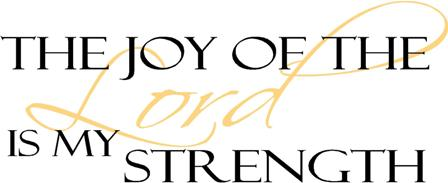 THE JOY OF THE
Lord
IS MY
STRENGTH